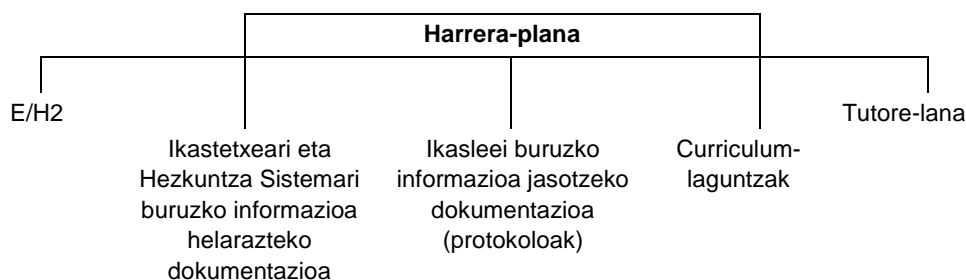 Harrera-plana
E/H2
Tutore-lana
Ikastetxeari eta
Hezkuntza Sistemari
buruzko informazioa
helarazteko
dokumentazioa
Ikasleei buruzko
informazioa jasotzeko
dokumentazioa
(protokoloak)
Curriculum-
laguntzak